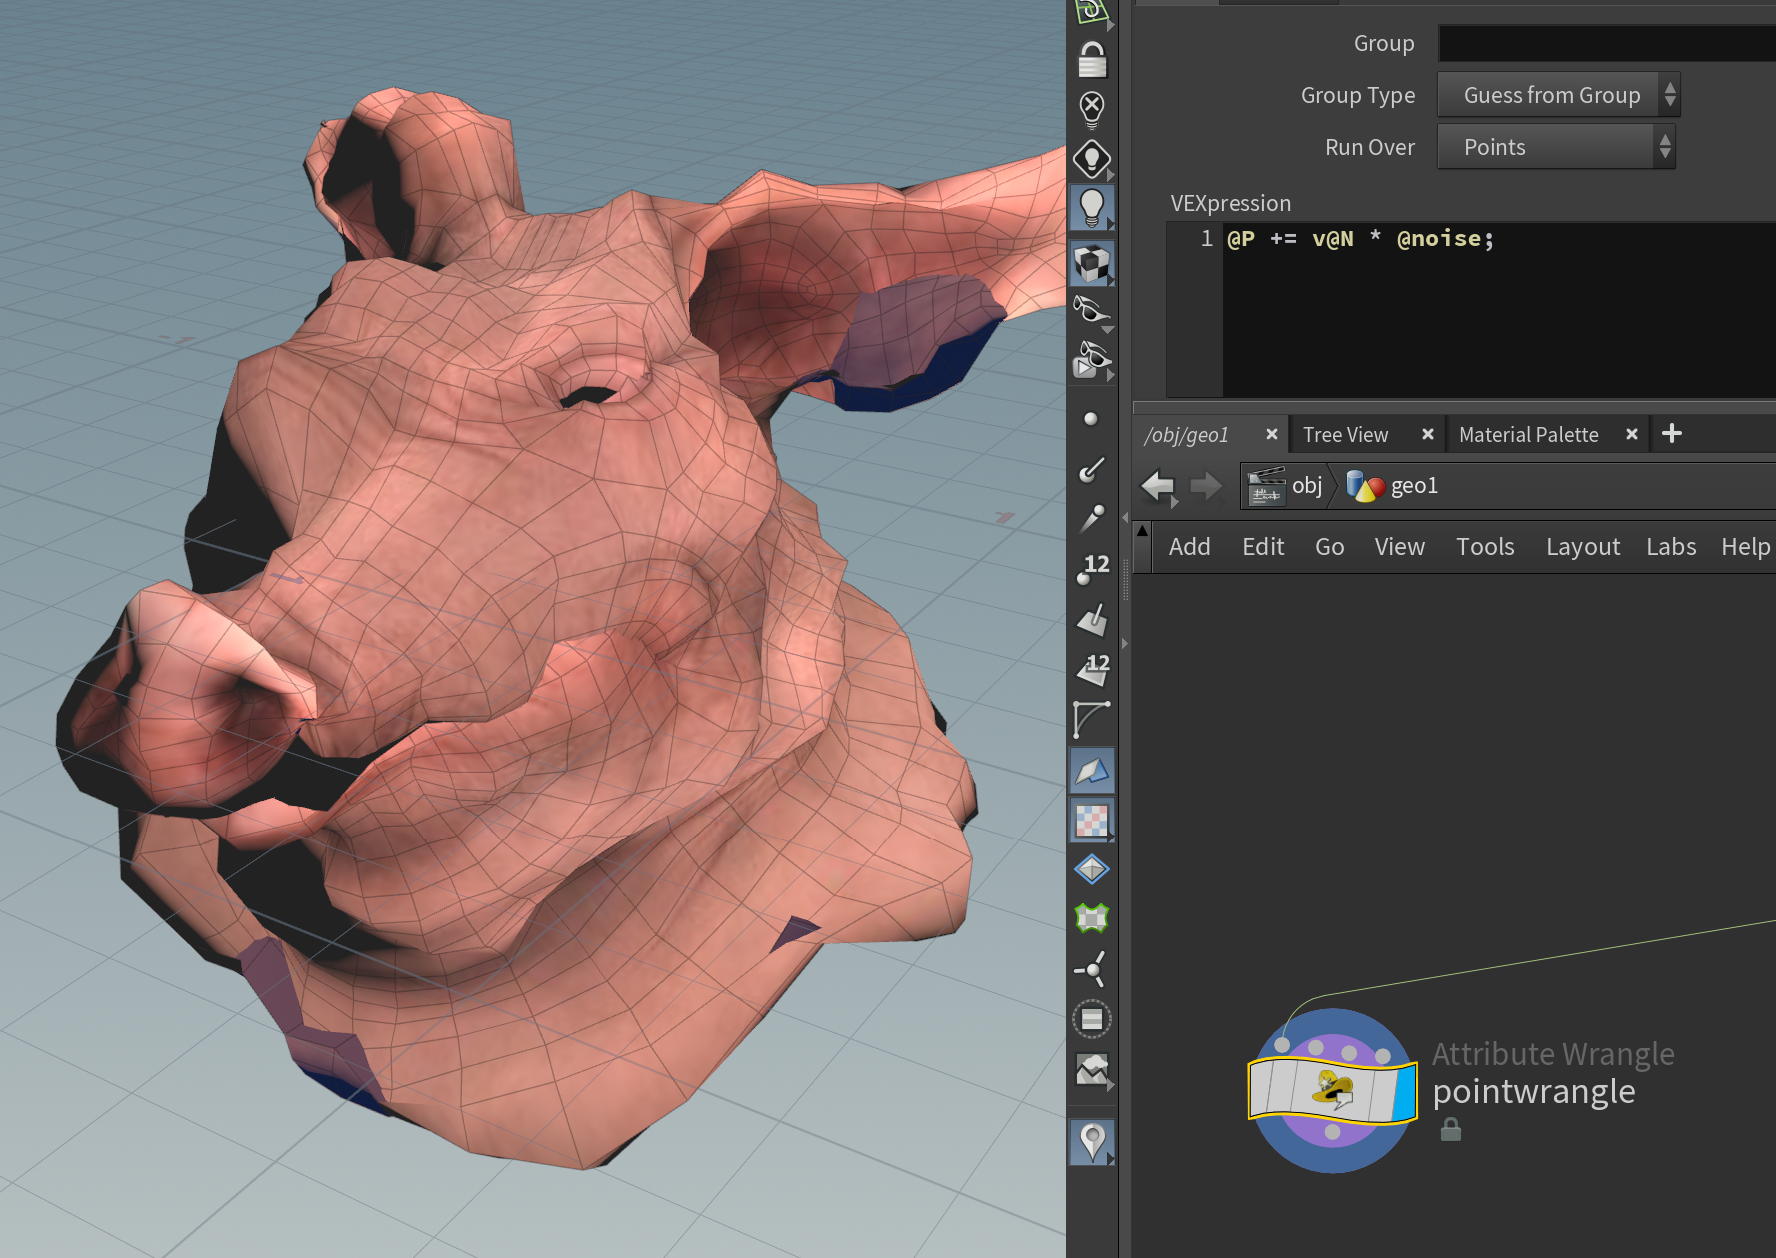 Group
Group Type Guess from Group
Run Over Points
VEXpression
1 @P += v@N * @noise;
/obj/geo1 Tree View Material Palette
obj geo1
Add Edit Go View Tools Layout Labs Help
12
12
Attribute Wrangle
pointwrangle